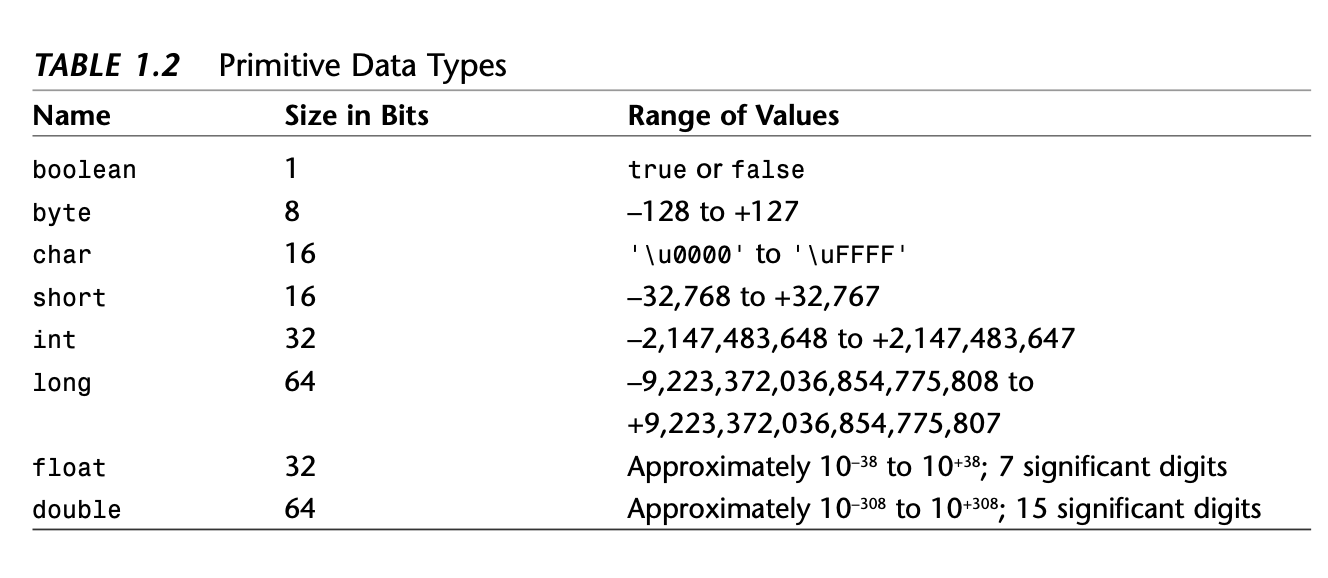 TABLE 1.2 Primitive Data Types
Name Size in Bits Range of Values
boolean 1 true or false
byte 8 –128 to +127
char 16 '\u0000' to '\uFFFF'
short 16 –32,768 to +32,767
int 32 –2,147,483,648 to +2,147,483,647
long 64 –9,223,372,036,854,775,808 to
+9,223,372,036,854,775,807
float 32 Approximately 10⁻³⁸ to 10⁺³⁸; 7 significant digits
double 64 Approximately 10⁻³⁰⁸ to 10⁺³⁰⁸; 15 significant digits